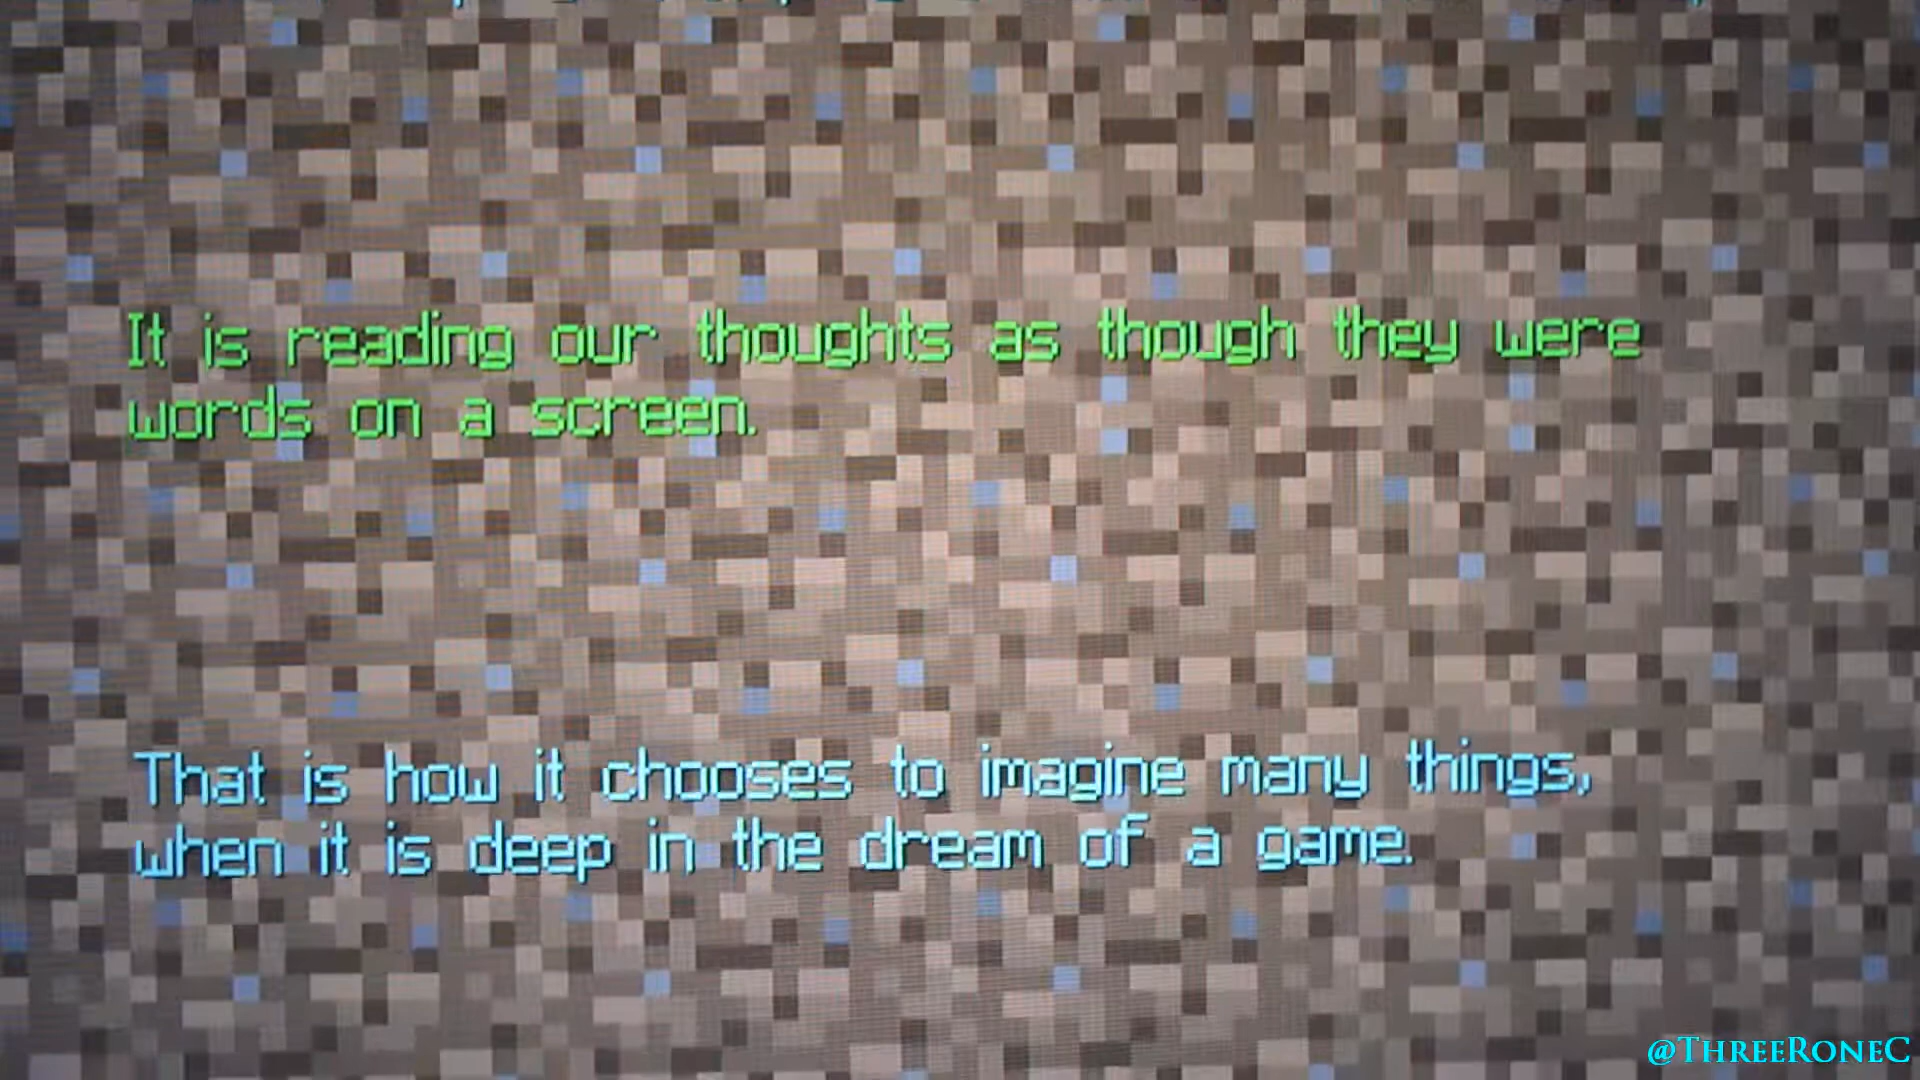 It is reading our thoughts as though they were
words on a screen.
That is how it chooses to imagine many things,
when it is deep in the dream of a game.
@ThreeRoneC